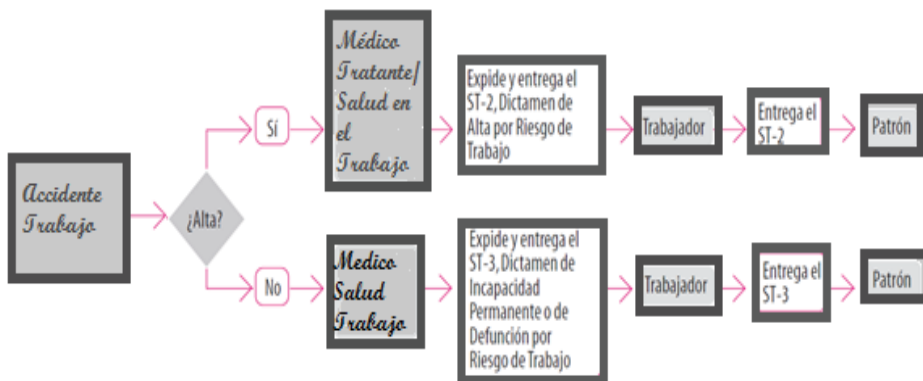 Accidente
Trabajo
¿Alta?
Sí
Médico
Tratante/
Salud en
el
Trabajo
Expide y entrega el
ST-2, Dictamen de
Alta por Riesgo de
Trabajo
Trabajador
Entrega el
ST-2
Patrón
No
Medico
Salud
Trabajo
Expide y entrega el
ST-3, Dictamen de
Incapacidad
Permanente o de
Defunción por
Riesgo de Trabajo
Trabajador
Entrega el
ST-3
Patrón